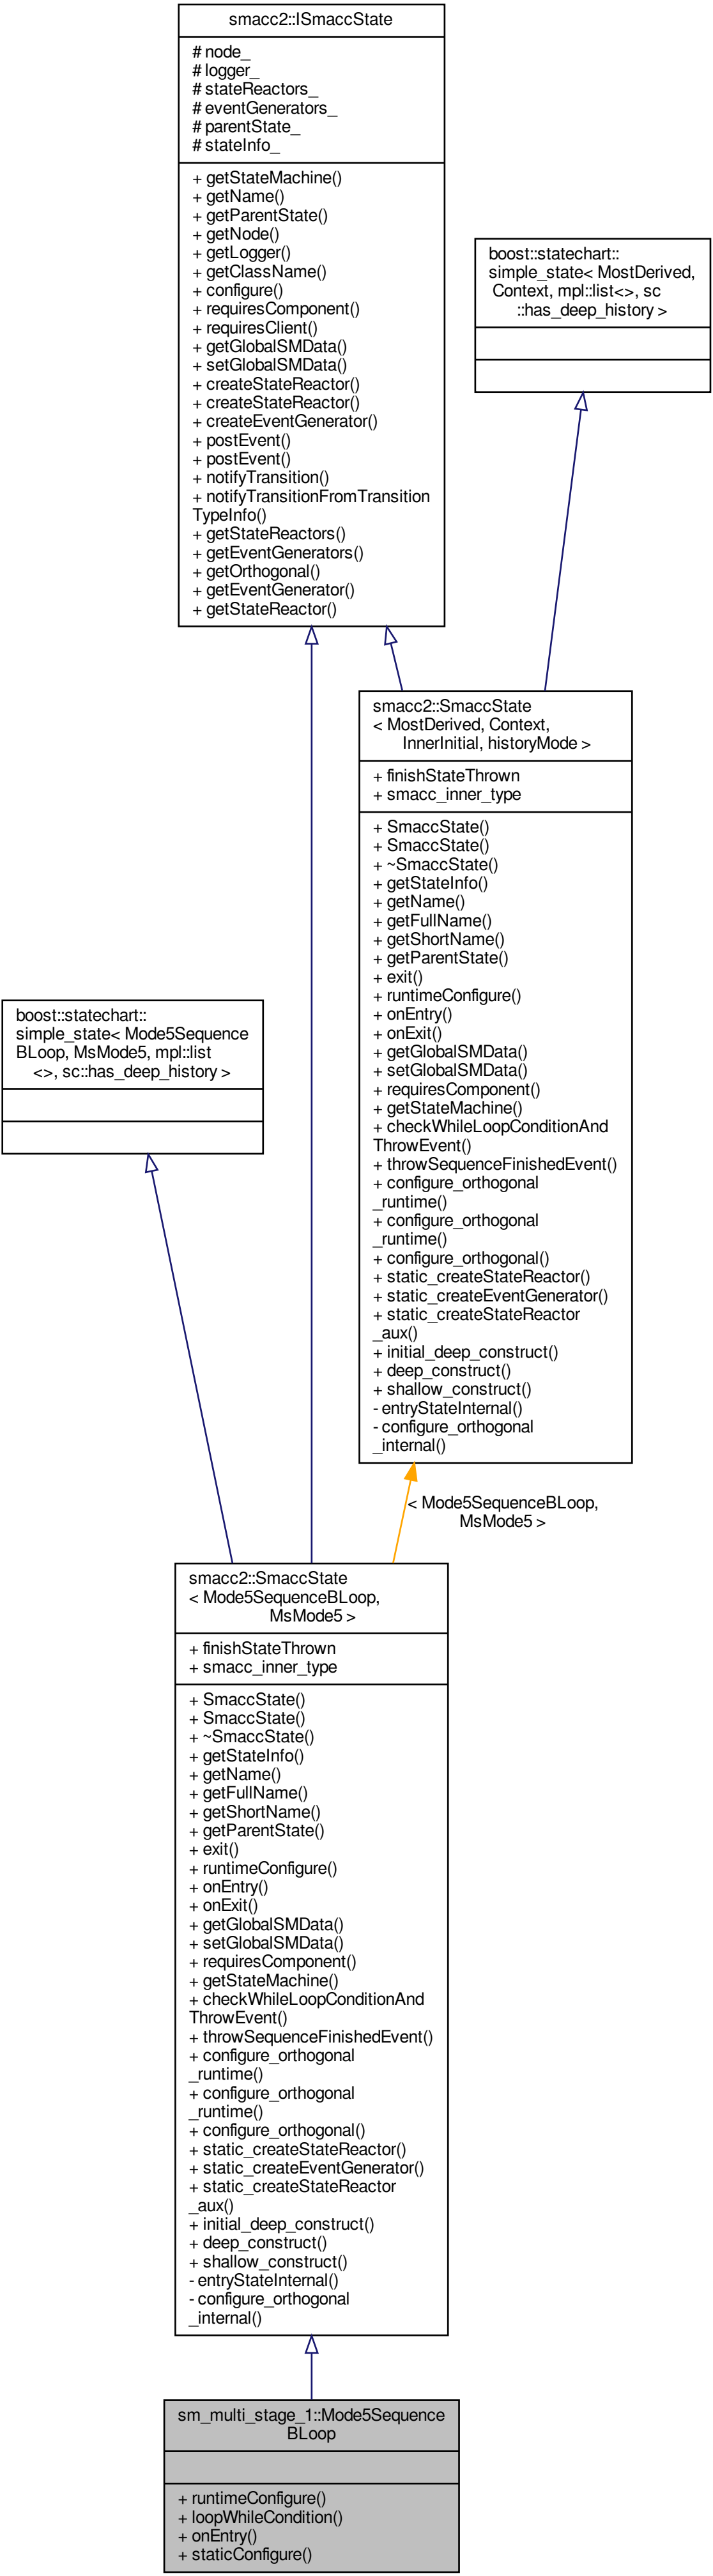 smacc2::ISmaccState
# node_
# logger_
# stateReactors_
# eventGenerators_
# parentState_
# stateInfo_
+ getStateMachine()
+ getName()
+ getParentState()
+ getNode()
+ getLogger()
+ getClassName()
+ configure()
+ requiresComponent()
+ requiresClient()
+ getGlobalSMData()
+ setGlobalSMData()
+ createStateReactor()
+ createStateReactor()
+ createEventGenerator()
+ postEvent()
+ postEvent()
+ notifyTransition()
+ notifyTransitionFromTransition
TypeInfo()
+ getStateReactors()
+ getEventGenerators()
+ getOrthogonal()
+ getEventGenerator()
+ getStateReactor()
boost::statechart::
simple_state< MostDerived,
Context, mpl::list<>, sc
::has_deep_history >
smacc2::SmaccState
< MostDerived, Context,
InnerInitial, historyMode >
+ finishStateThrown
+ smacc_inner_type
+ SmaccState()
+ SmaccState()
+ ~SmaccState()
+ getStateInfo()
+ getName()
+ getFullName()
+ getShortName()
+ getParentState()
+ exit()
+ runtimeConfigure()
+ onEntry()
+ onExit()
+ getGlobalSMData()
+ setGlobalSMData()
+ requiresComponent()
+ getStateMachine()
+ checkWhileLoopConditionAnd
ThrowEvent()
+ throwSequenceFinishedEvent()
+ configure_orthogonal
_runtime()
+ configure_orthogonal
_runtime()
+ configure_orthogonal()
+ static_createStateReactor()
+ static_createEventGenerator()
+ static_createStateReactor
_aux()
+ initial_deep_construct()
+ deep_construct()
+ shallow_construct()
- entryStateInternal()
- configure_orthogonal
_internal()
boost::statechart::
simple_state< Mode5Sequence
BLoop, MsMode5, mpl::list
<>, sc::has_deep_history >
< Mode5SequenceBLoop,
MsMode5 >
smacc2::SmaccState
< Mode5SequenceBLoop,
MsMode5 >
+ finishStateThrown
+ smacc_inner_type
+ SmaccState()
+ SmaccState()
+ ~SmaccState()
+ getStateInfo()
+ getName()
+ getFullName()
+ getShortName()
+ getParentState()
+ exit()
+ runtimeConfigure()
+ onEntry()
+ onExit()
+ getGlobalSMData()
+ setGlobalSMData()
+ requiresComponent()
+ getStateMachine()
+ checkWhileLoopConditionAnd
ThrowEvent()
+ throwSequenceFinishedEvent()
+ configure_orthogonal
_runtime()
+ configure_orthogonal
_runtime()
+ configure_orthogonal()
+ static_createStateReactor()
+ static_createEventGenerator()
+ static_createStateReactor
_aux()
+ initial_deep_construct()
+ deep_construct()
+ shallow_construct()
- entryStateInternal()
- configure_orthogonal
_internal()
sm_multi_stage_1::Mode5Sequence
BLoop
+ runtimeConfigure()
+ loopWhileCondition()
+ onEntry()
+ staticConfigure()